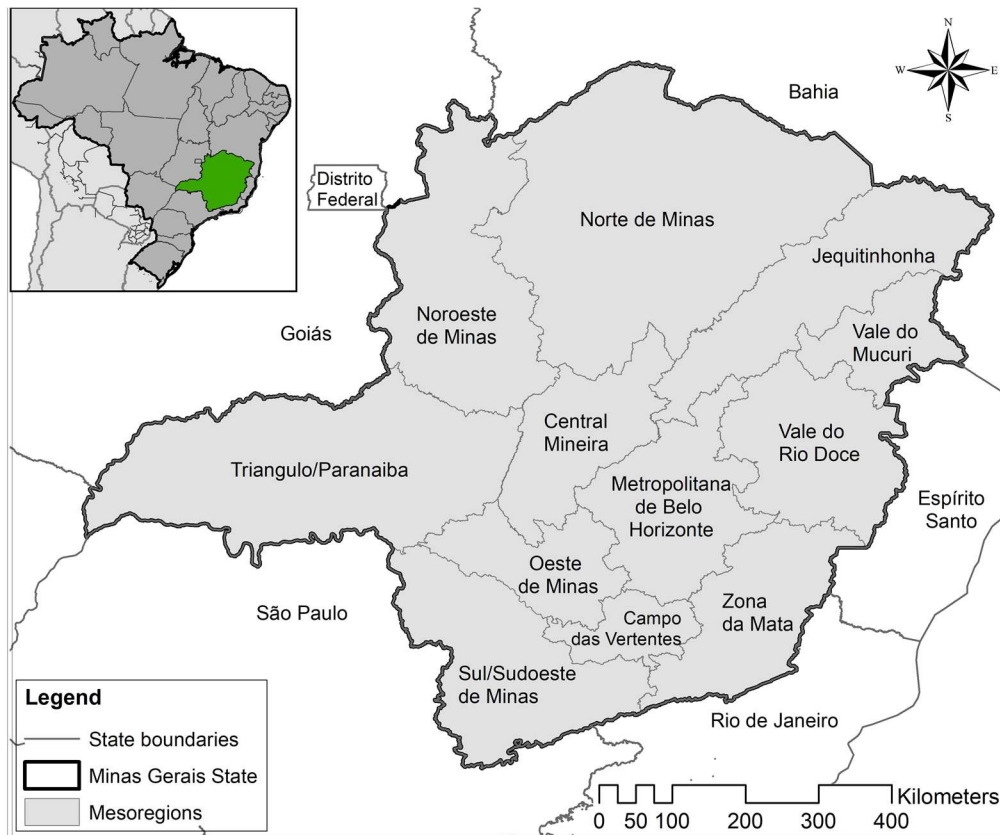 N
W
E
S
Bahia
Distrito
Federal
Norte de Minas
Jequitinhonha
Noroeste
de Minas
Goiás
Vale do
Mucuri
Central
Mineira
Vale do
Rio Doce
Triangulo/Paranaiba
Metropolitana
de Belo
Horizonte
Espírito
Santo
Oeste
de Minas
São Paulo
Campo
das Vertentes
Zona
da Mata
Sul/Sudoeste
de Minas
Rio de Janeiro
Legend
State boundaries
Minas Gerais State
Mesoregions
Kilometers
0 50 100 200 300 400